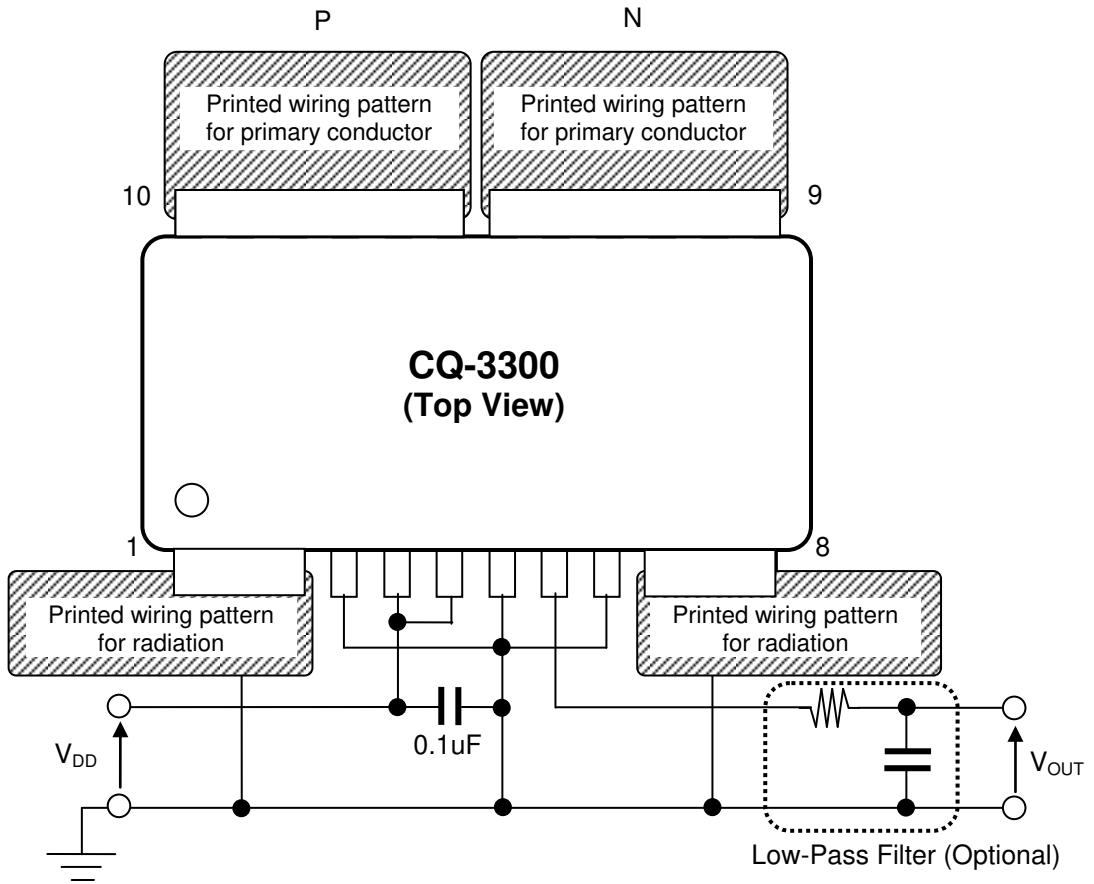 P
N
Printed wiring pattern
for primary conductor
Printed wiring pattern
for primary conductor
10
9
CQ-3300
(Top View)
1
8
Printed wiring pattern
for radiation
Printed wiring pattern
for radiation
0.1uF
VDD
VOUT
Low-Pass Filter (Optional)